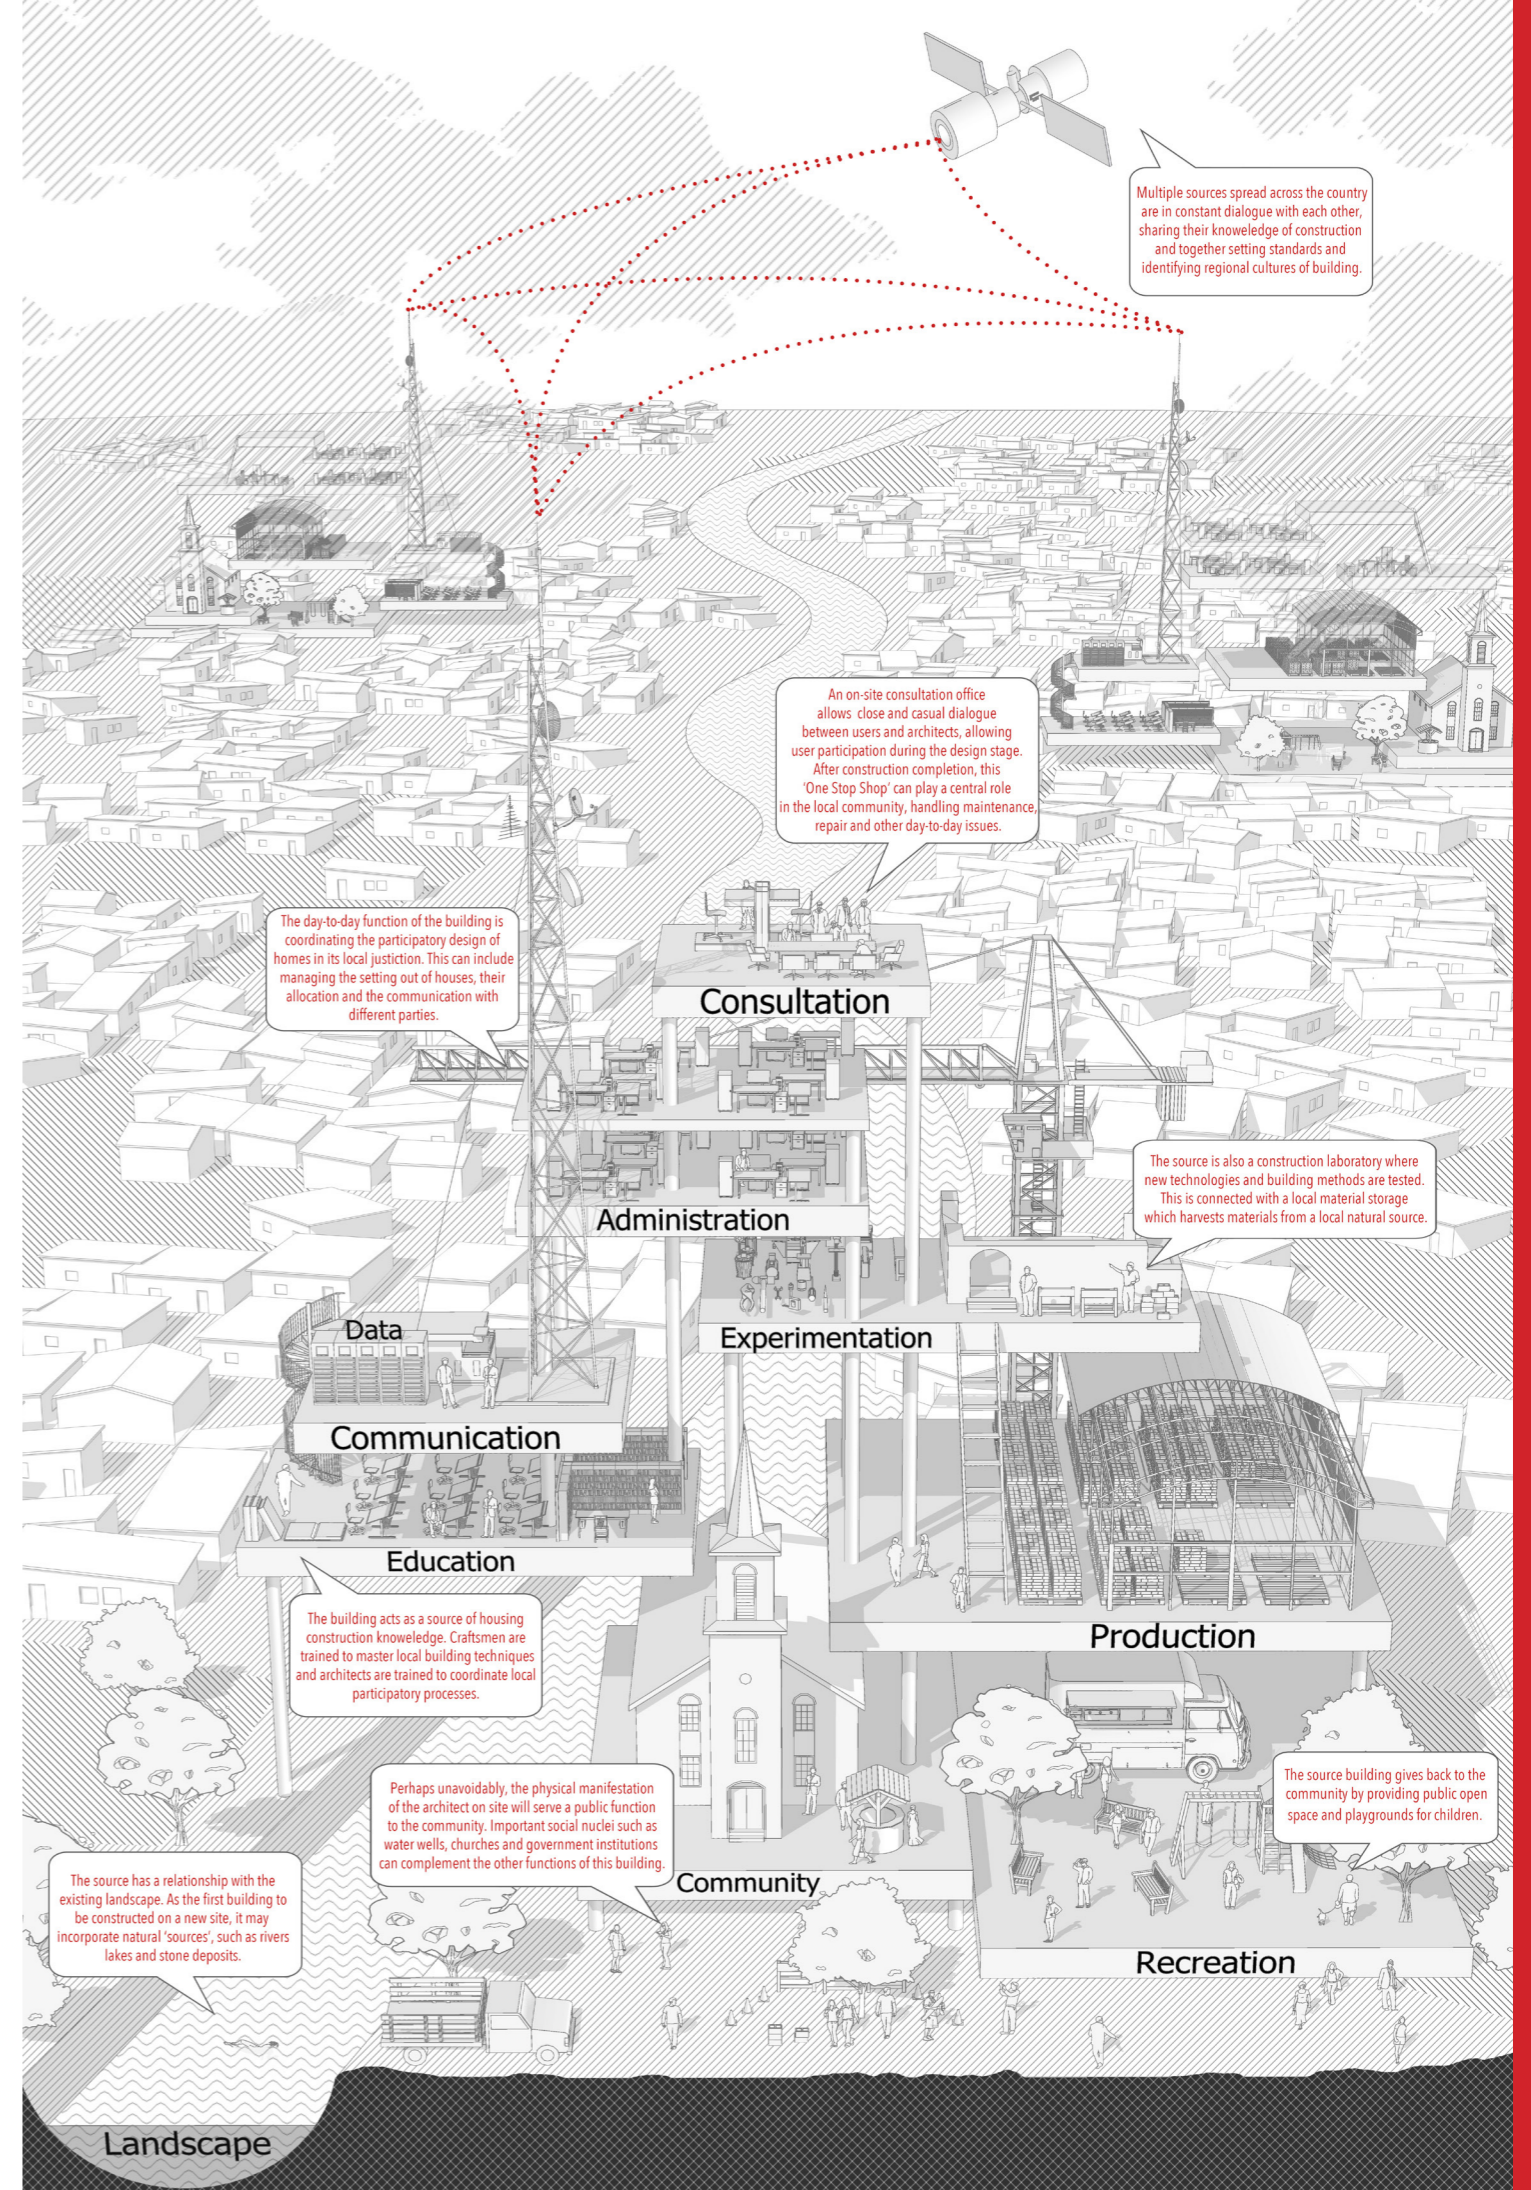 Multiple sources spread across the country
are in constant dialogue with each other,
sharing their knoweledge of construction
and together setting standards and
identifying regional cultures of building.
An on-site consultation office
allows close and casual dialogue
between users and architects, allowing
user participation during the design stage.
After construction completion, this
'One Stop Shop' can play a central role
in the local community, handling maintenance,
repair and other day-to-day issues.
The day-to-day function of the building is
coordinating the participatory design of
homes in its local justiction. This can include
managing the setting out of houses, their
allocation and the communication with
different parties.
Consultation
Administration
The source is also a construction laboratory where
new technologies and building methods are tested.
This is connected with a local material storage
which harvests materials from a local natural source.
Experimentation
Data
Communication
Education
The building acts as a source of housing
construction knoweledge. Craftsmen are
trained to master local building techniques
and architects are trained to coordinate local
participatory processes.
Production
Perhaps unavoidably, the physical manifestation
of the architect on site will serve a public function
to the community. Important social nuclei such as
water wells, churches and government institutions
can complement the other functions of this building.
The source building gives back to the
community by providing public open
space and playgrounds for children.
Community
The source has a relationship with the
existing landscape. As the first building to
be constructed on a new site, it may
incorporate natural 'sources', such as rivers
lakes and stone deposits.
Recreation
Landscape